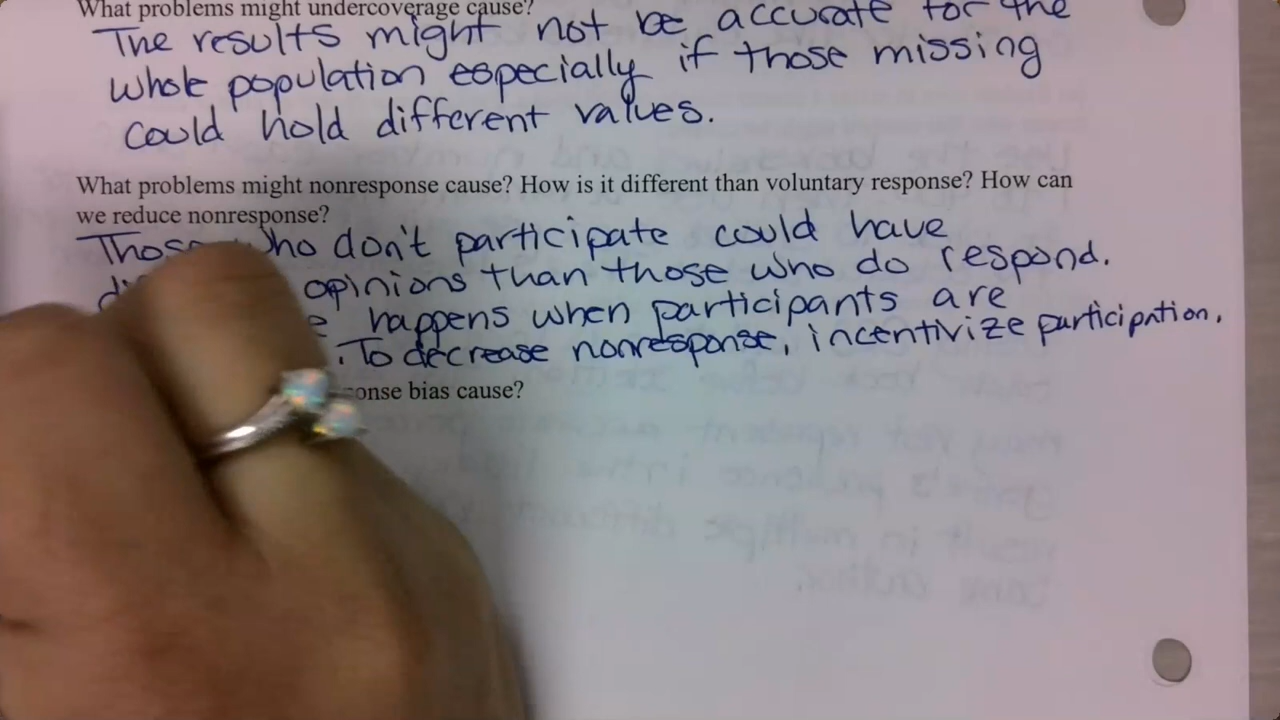 What problems might undercoverage cause?
The results might not be accurate for the
whole population especially if those missing
could hold different values.
What problems might nonresponse cause? How is it different than voluntary response? How can
we reduce nonresponse?
Those who don't participate could have
opinions than those who do respond.
happens when participants are
. To decrease nonresponse, incentivize participation.
onse bias cause?